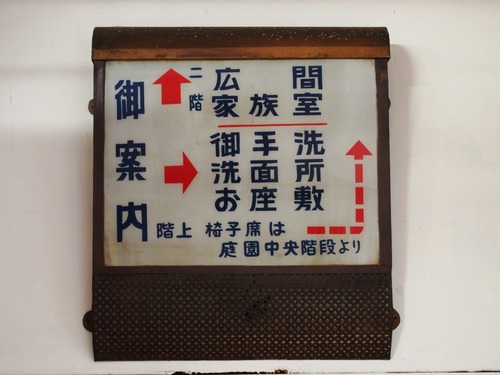 御案内
二階
広間
家族室
御手洗
洗面所
お座敷
階上 椅子席は
庭園中央階段より